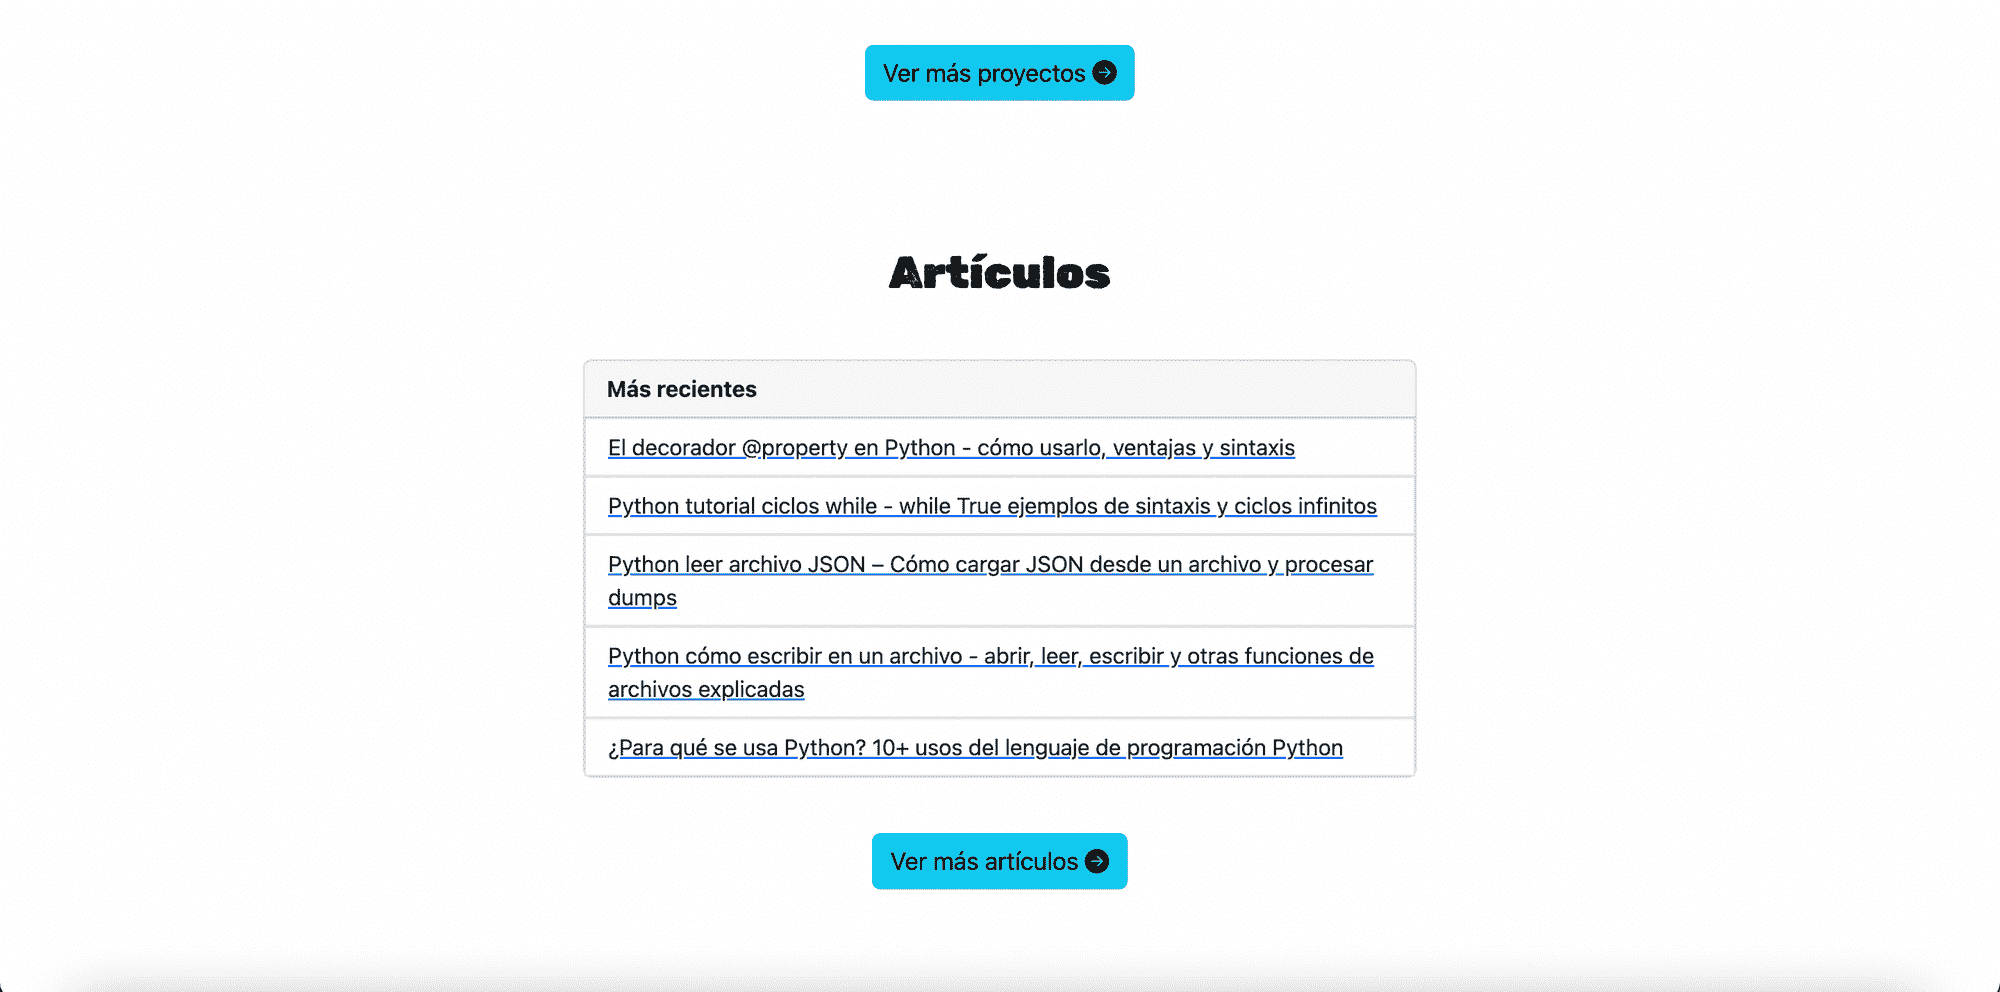 Ver más proyectos
Artículos
Más recientes
El decorador @property en Python - cómo usarlo, ventajas y sintaxis
Python tutorial ciclos while - while True ejemplos de sintaxis y ciclos infinitos
Python leer archivo JSON – Cómo cargar JSON desde un archivo y procesar
dumps
Python cómo escribir en un archivo - abrir, leer, escribir y otras funciones de
archivos explicadas
¿Para qué se usa Python? 10+ usos del lenguaje de programación Python
Ver más artículos